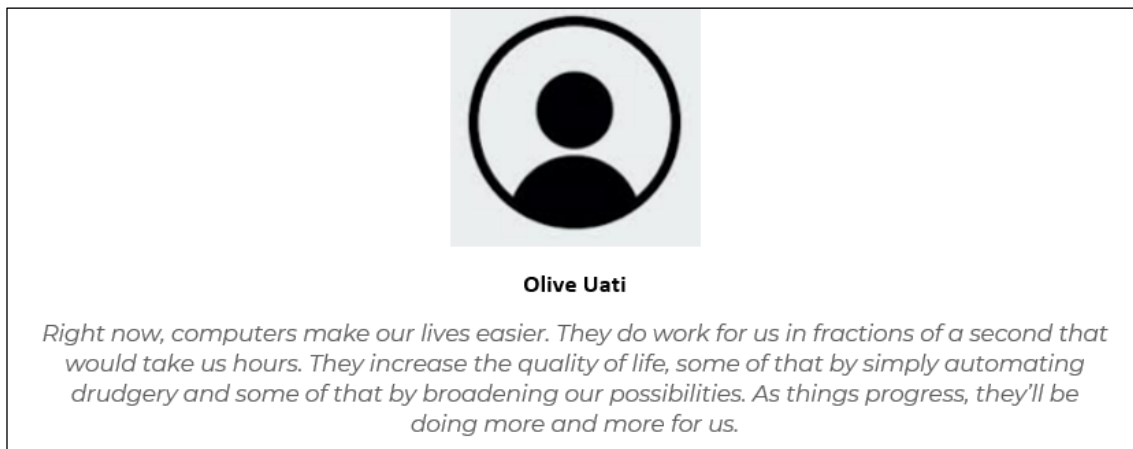 Olive Uati
Right now, computers make our lives easier. They do work for us in fractions of a second that
would take us hours. They increase the quality of life, some of that by simply automating
drudgery and some of that by broadening our possibilities. As things progress, they’ll be
doing more and more for us.